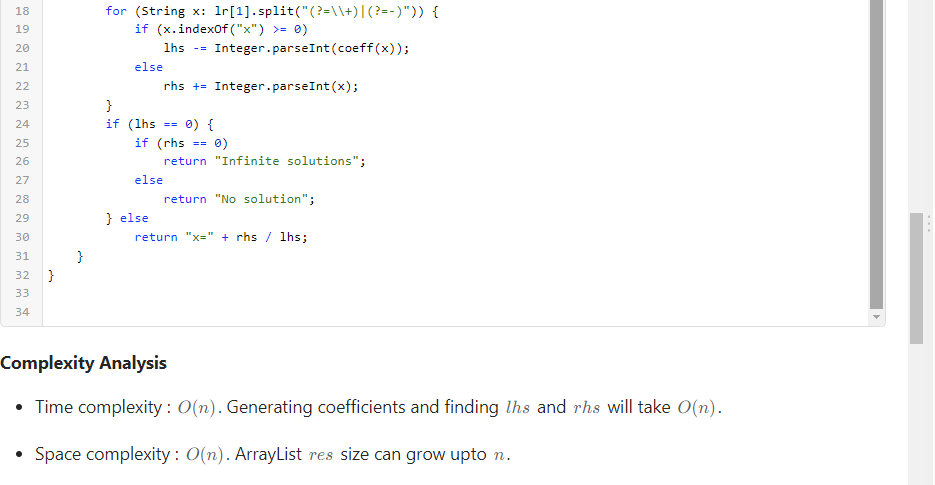 18 for (String x: lr[1].split("(?=\\+)|(?=-)")) {
19 if (x.indexOf("x") >= 0)
20 lhs -= Integer.parseInt(coeff(x));
21 else
22 rhs += Integer.parseInt(x);
23 }
24 if (lhs == 0) {
25 if (rhs == 0)
26 return "Infinite solutions";
27 else
28 return "No solution";
29 } else
30 return "x=" + rhs / lhs;
31 }
32 }
33
34
Complexity Analysis
• Time complexity : O(n). Generating coefficients and finding lhs and rhs will take O(n).
• Space complexity : O(n). ArrayList res size can grow upto n.